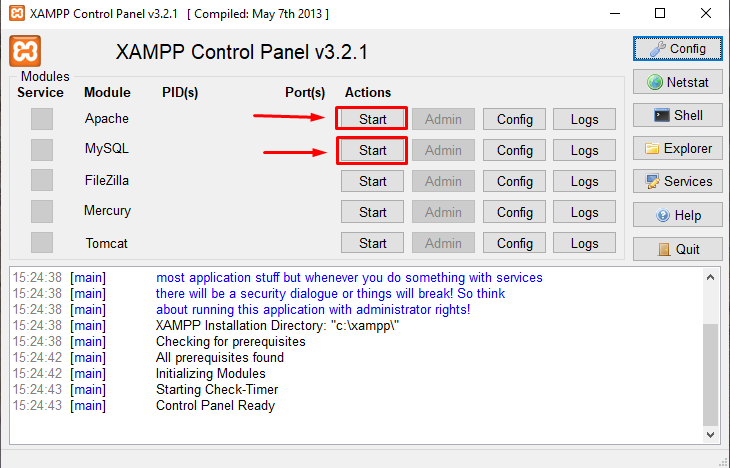 XAMPP Control Panel v3.2.1 [ Compiled: May 7th 2013 ]
XAMPP Control Panel v3.2.1
Config
Modules
Netstat
Service Module PID(s) Port(s) Actions
Apache Start Admin Config Logs
Shell
MySQL Start Admin Config Logs
Explorer
FileZilla Start Admin Config Logs
Services
Mercury Start Admin Config Logs
Help
Tomcat Start Admin Config Logs
Quit
15:24:38 [main] most application stuff but whenever you do something with services
15:24:38 [main] there will be a security dialogue or things will break! So think
15:24:38 [main] about running this application with administrator rights!
15:24:38 [main] XAMPP Installation Directory: "c:\xampp\"
15:24:38 [main] Checking for prerequisites
15:24:42 [main] All prerequisites found
15:24:42 [main] Initializing Modules
15:24:43 [main] Starting Check-Timer
15:24:43 [main] Control Panel Ready